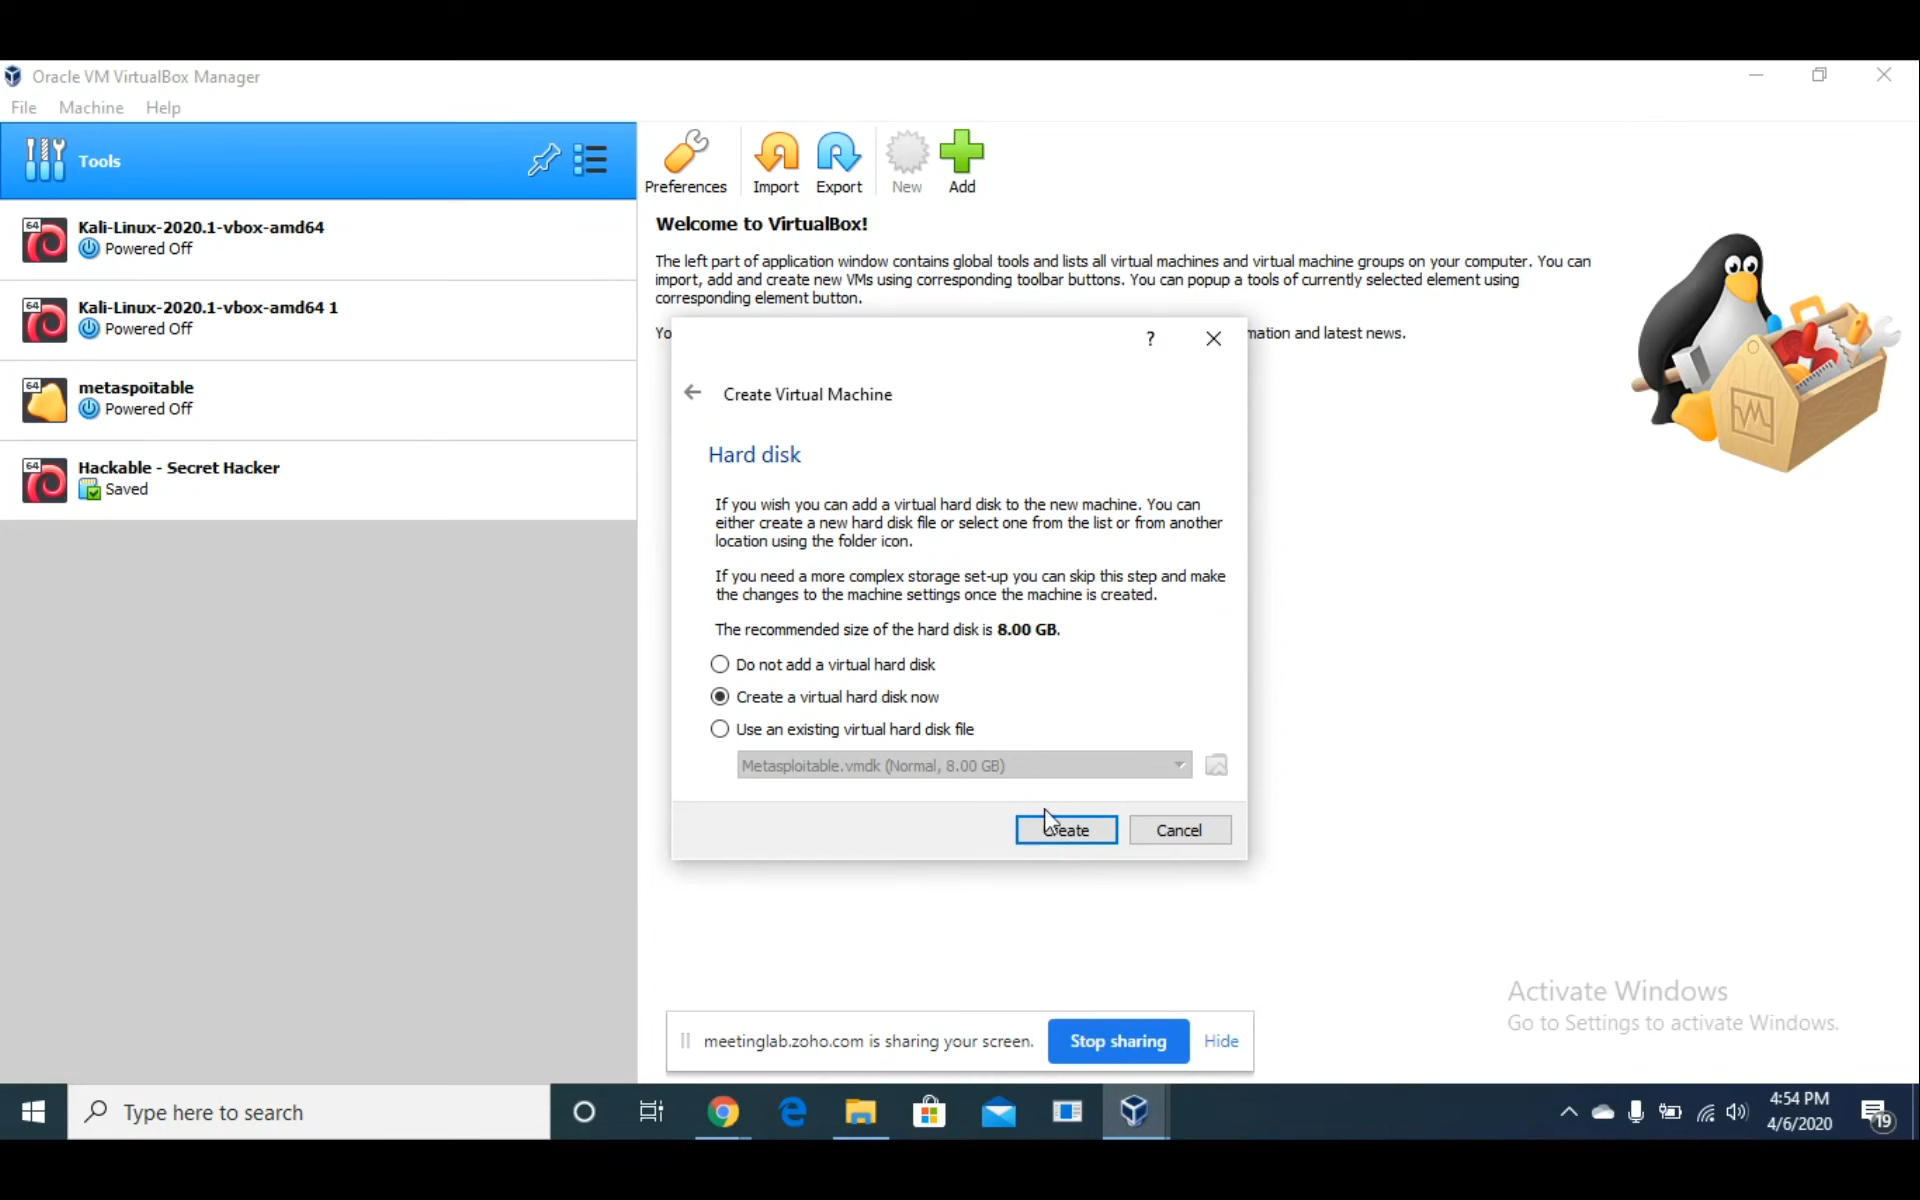 Oracle VM VirtualBox Manager
File Machine Help
Tools
Preferences Import Export New Add
64 Kali-Linux-2020.1-vbox-amd64
Powered Off
64 Kali-Linux-2020.1-vbox-amd64 1
Powered Off
64 metaspoitable
Powered Off
64 Hackable - Secret Hacker
Saved
Welcome to VirtualBox!
The left part of application window contains global tools and lists all virtual machines and virtual machine groups on your computer. You can
import, add and create new VMs using corresponding toolbar buttons. You can popup a tools of currently selected element using
corresponding element button.
Yo mation and latest news.
?
Create Virtual Machine
Hard disk
If you wish you can add a virtual hard disk to the new machine. You can
either create a new hard disk file or select one from the list or from another
location using the folder icon.
If you need a more complex storage set-up you can skip this step and make
the changes to the machine settings once the machine is created.
The recommended size of the hard disk is 8.00 GB.
Do not add a virtual hard disk
Create a virtual hard disk now
Use an existing virtual hard disk file
Metasploitable.vmdk (Normal, 8.00 GB)
Create Cancel
Activate Windows
Go to Settings to activate Windows.
meetinglab.zoho.com is sharing your screen. Stop sharing Hide
Type here to search
4:54 PM
4/6/2020
19